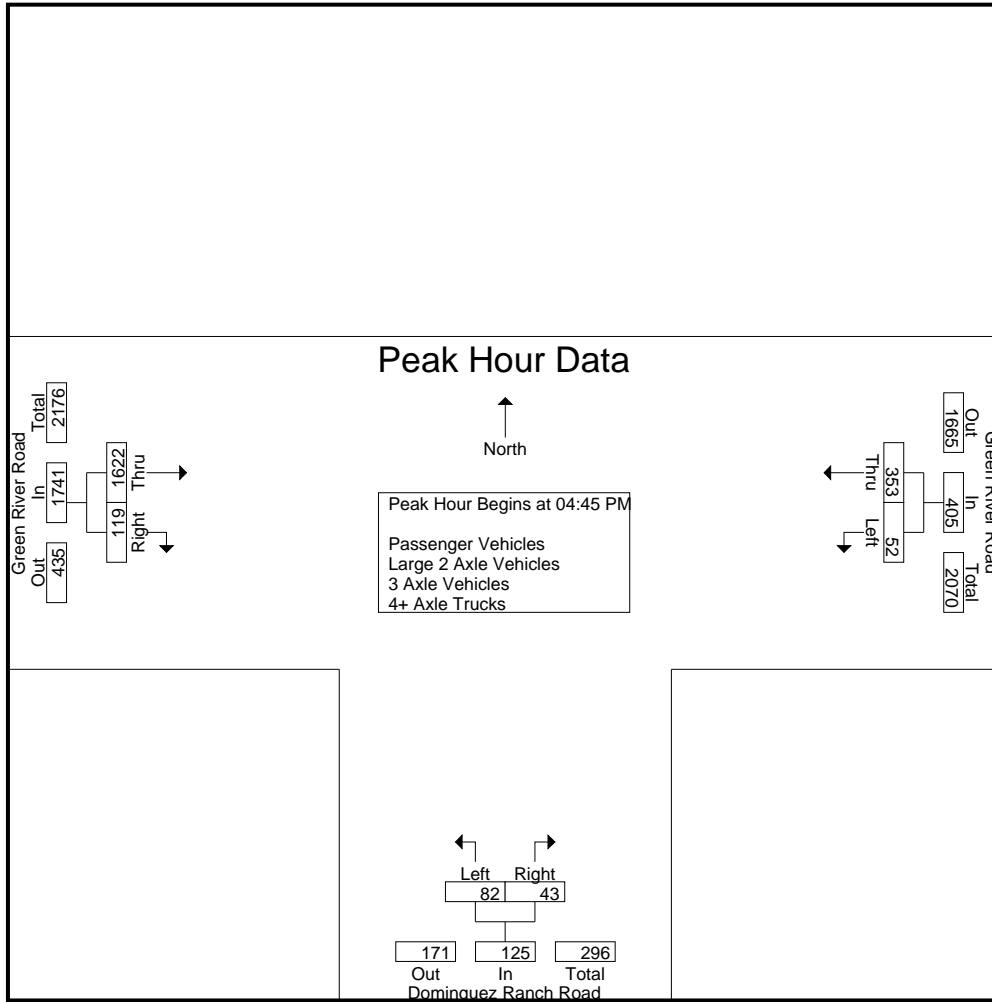 Peak Hour Data
North
Peak Hour Begins at 04:45 PM
Passenger Vehicles
Large 2 Axle Vehicles
3 Axle Vehicles
4+ Axle Trucks
Green River Road
Total
2176
In
1741
Out
435
1622
Thru
119
Right
Green River Road
Out
1665
In
405
Total
2070
353
Thru
52
Left
Left Right
82 43
171 125 296
Out In Total
Dominguez Ranch Road